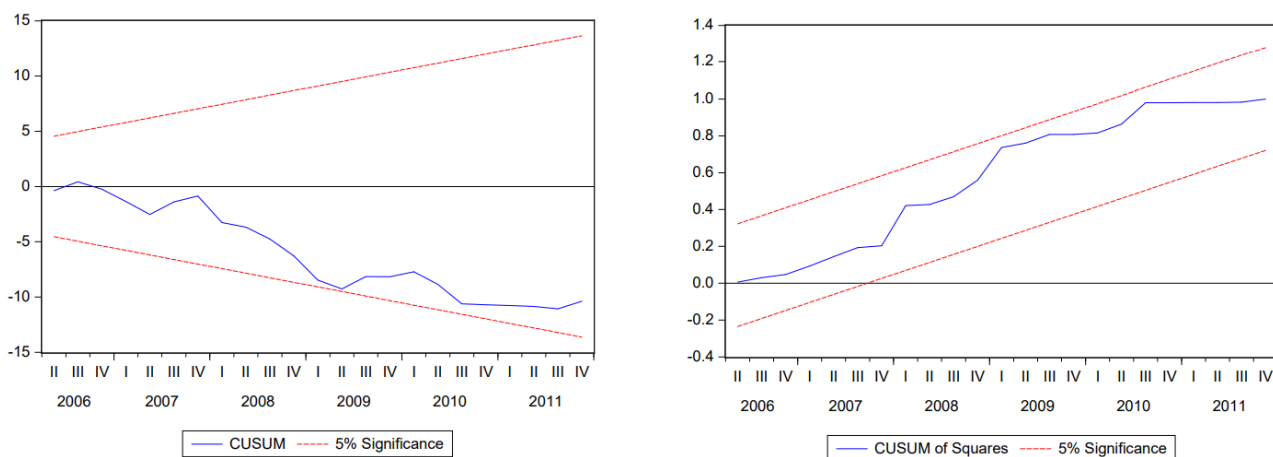 15
10
5
0
-5
-10
-15
II III IV I II III IV I II III IV I II III IV I II III IV I II III IV
2006 2007 2008 2009 2010 2011
CUSUM 5% Significance
1.4
1.2
1.0
0.8
0.6
0.4
0.2
0.0
-0.2
-0.4
II III IV I II III IV I II III IV I II III IV I II III IV I II III IV
2006 2007 2008 2009 2010 2011
CUSUM of Squares 5% Significance